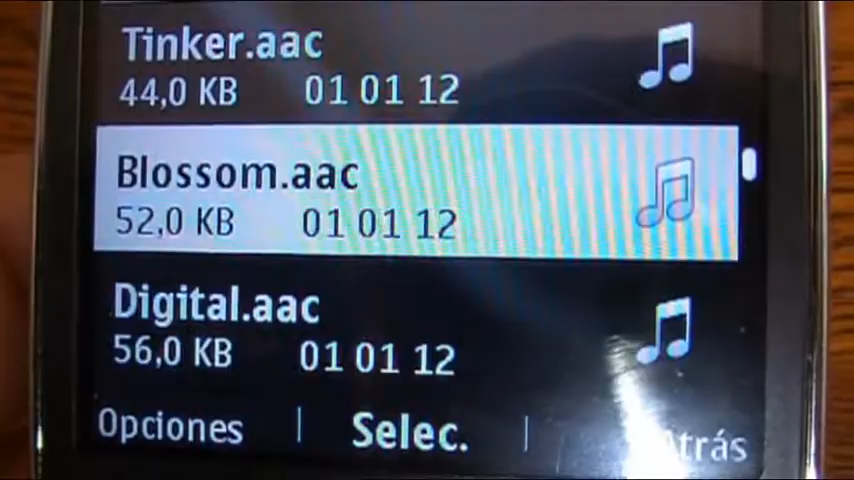 Tinker.aac
44,0 KB 01 01 12
Blossom.aac
52,0 KB 01 01 12
Digital.aac
56,0 KB 01 01 12
Opciones | Selec. | Atrás